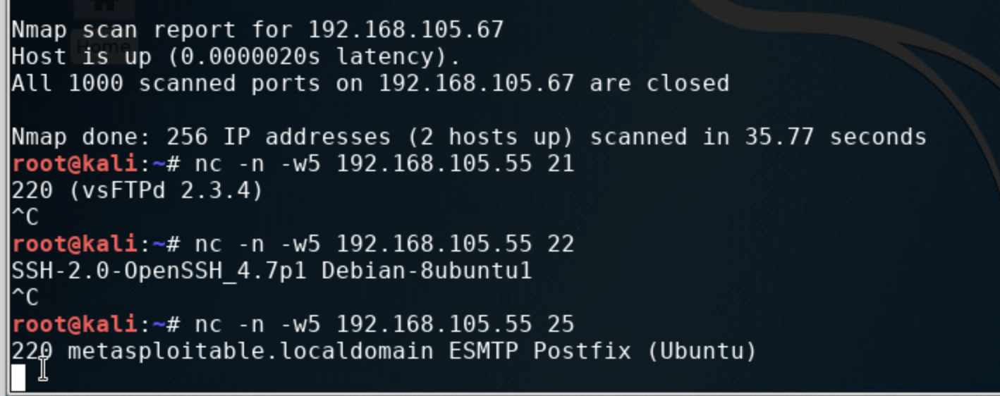 Home
Nmap scan report for 192.168.105.67
Host is up (0.0000020s latency).
All 1000 scanned ports on 192.168.105.67 are closed
Nmap done: 256 IP addresses (2 hosts up) scanned in 35.77 seconds
root@kali:~# nc -n -w5 192.168.105.55 21
220 (vsFTPd 2.3.4)
^C
root@kali:~# nc -n -w5 192.168.105.55 22
SSH-2.0-OpenSSH_4.7p1 Debian-8ubuntu1
^C
root@kali:~# nc -n -w5 192.168.105.55 25
220 metasploitable.localdomain ESMTP Postfix (Ubuntu)